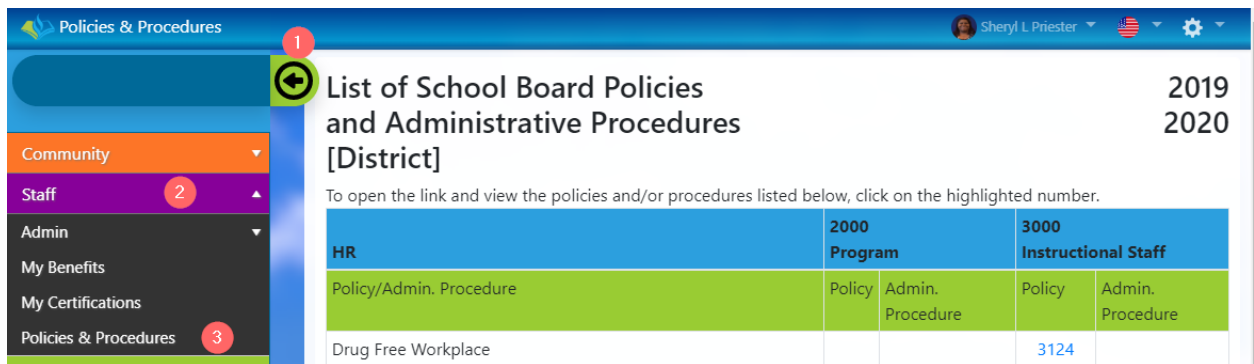 Policies & Procedures
Sheryl L Priester
1
List of School Board Policies
and Administrative Procedures
[District]
2019
2020
Community
Staff
2
Admin
My Benefits
My Certifications
Policies & Procedures
3
To open the link and view the policies and/or procedures listed below, click on the highlighted number.
HR
2000
Program
3000
Instructional Staff
Policy/Admin. Procedure
Policy
Admin.
Procedure
Policy
Admin.
Procedure
Drug Free Workplace
3124